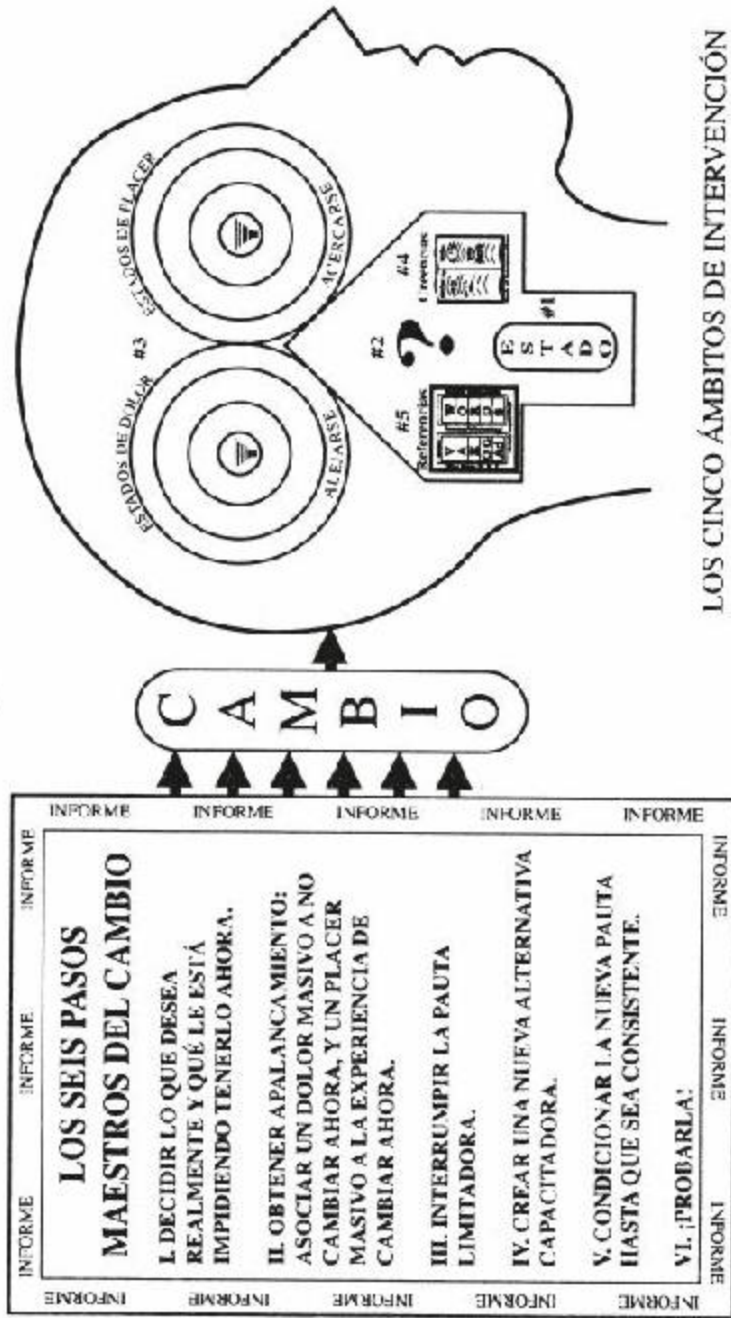 INFORME
INFORME
INFORME
INFORME
INFORME
INFORME
INFORME
INFORME
LOS SEIS PASOS
MAESTROS DEL CAMBIO
I. DECIDIR LO QUE DESEA
REALMENTE Y QUÉ LE ESTÁ
IMPIDIENDO TENERLO AHORA.
II. OBTENER APALANCAMIENTO:
ASOCIAR UN DOLOR MASIVO A NO
CAMBIAR AHORA, Y UN PLACER
MASIVO A LA EXPERIENCIA DE
CAMBIAR AHORA.
III. INTERRUMPIR LA PAUTA
LIMITADORA.
IV. CREAR UNA NUEVA ALTERNATIVA
CAPACITADORA.
V. CONDICIONAR LA NUEVA PAUTA
HASTA QUE SEA CONSISTENTE.
VI. ¡PROBARLA!
INFORME
INFORME
INFORME
INFORME
INFORME
INFORME
INFORME
INFORME
CAMBIO
ESTADOS DE DOLOR
ALEJARSE
#3
ESTADOS DE PLACER
ACERCARSE
#2
?
#5
Referencias
#4
Creencias
#1
ESTADO
LOS CINCO ÁMBITOS DE INTERVENCIÓN